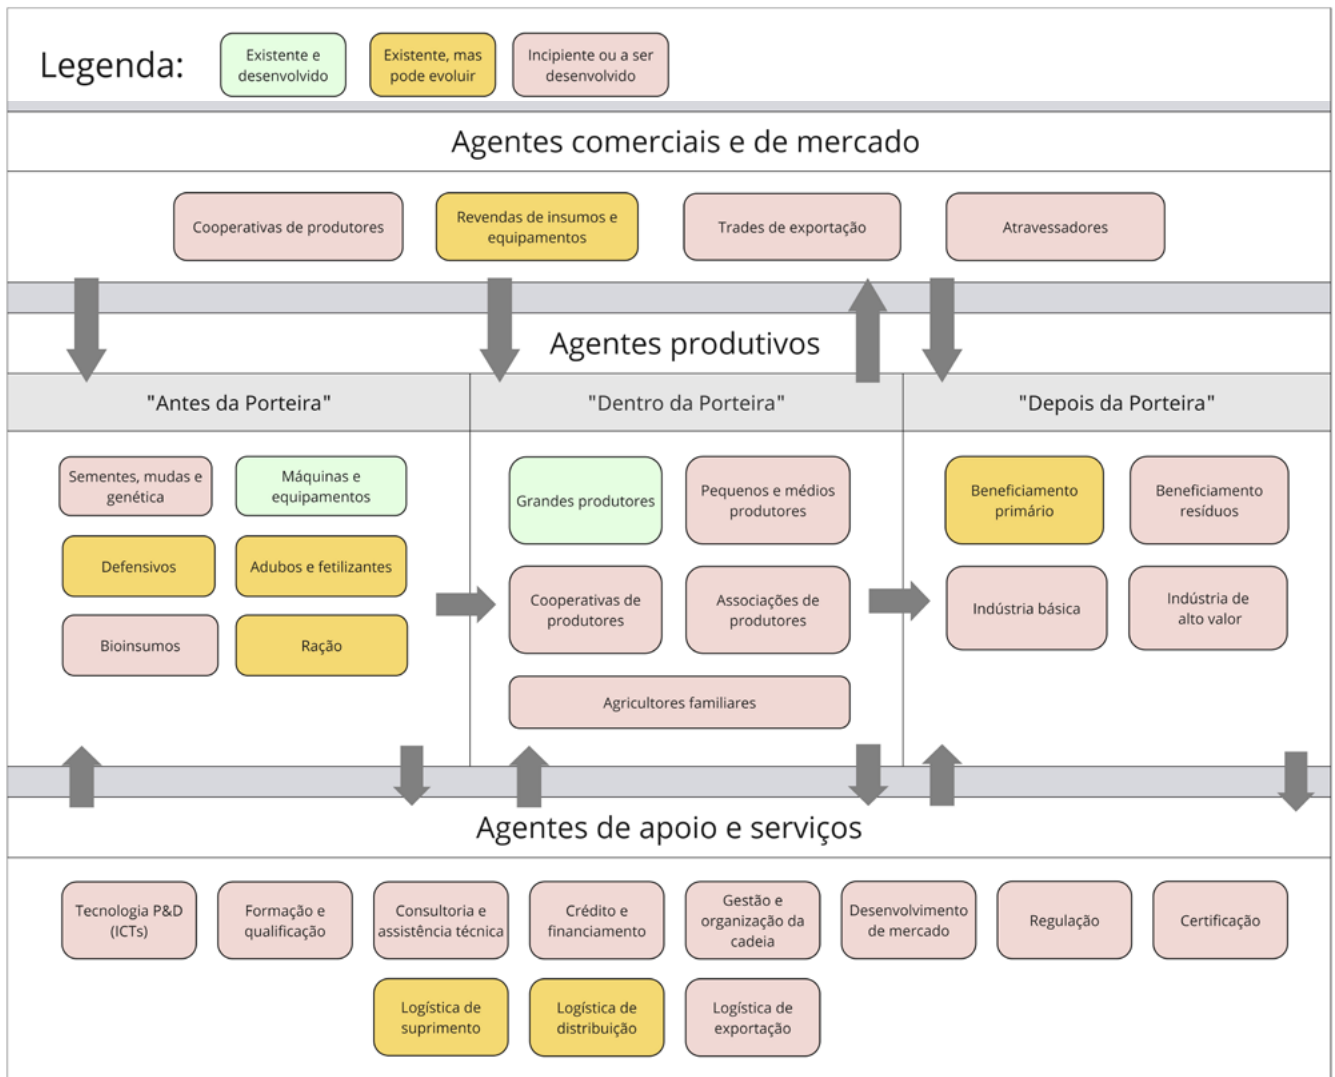 Legenda:
Existente e
desenvolvido
Existente, mas
pode evoluir
Incipiente ou a ser
desenvolvido
Agentes comerciais e de mercado
Cooperativas de produtores
Revendas de insumos e
equipamentos
Trades de exportação
Atravessadores
Agentes produtivos
"Antes da Porteira"
"Dentro da Porteira"
"Depois da Porteira"
Sementes, mudas e
genética
Máquinas e
equipamentos
Defensivos
Adubos e fetilizantes
Bioinsumos
Ração
Grandes produtores
Pequenos e médios
produtores
Cooperativas de
produtores
Associações de
produtores
Agricultores familiares
Beneficiamento
primário
Beneficiamento
resíduos
Indústria básica
Indústria de
alto valor
Agentes de apoio e serviços
Tecnologia P&D
(ICTs)
Formação e
qualificação
Consultoria e
assistência técnica
Crédito e
financiamento
Gestão e
organização da
cadeia
Desenvolvimento
de mercado
Regulação
Certificação
Logística de
suprimento
Logística de
distribuição
Logística de
exportação